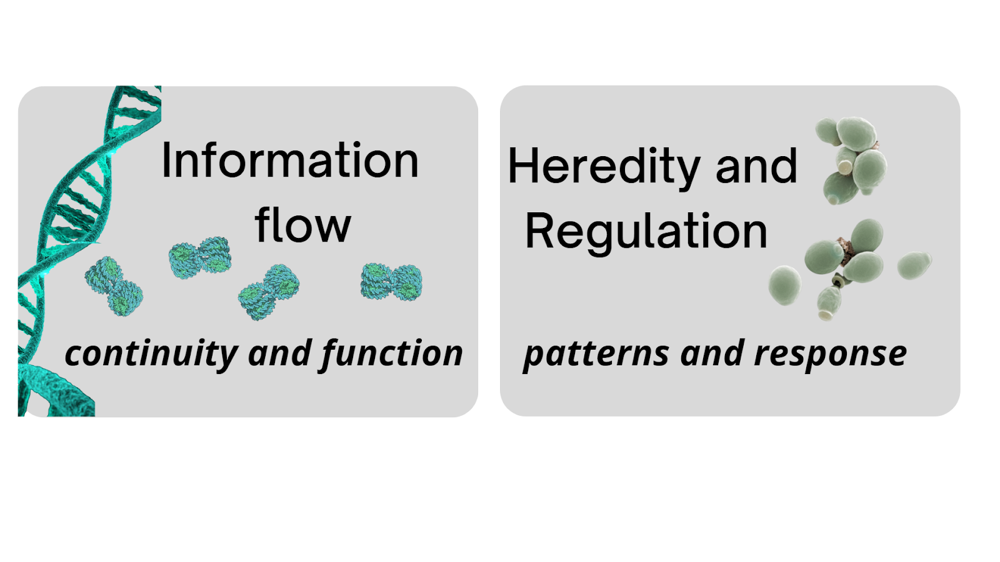 Information
flow
continuity and function
Heredity and
Regulation
patterns and response